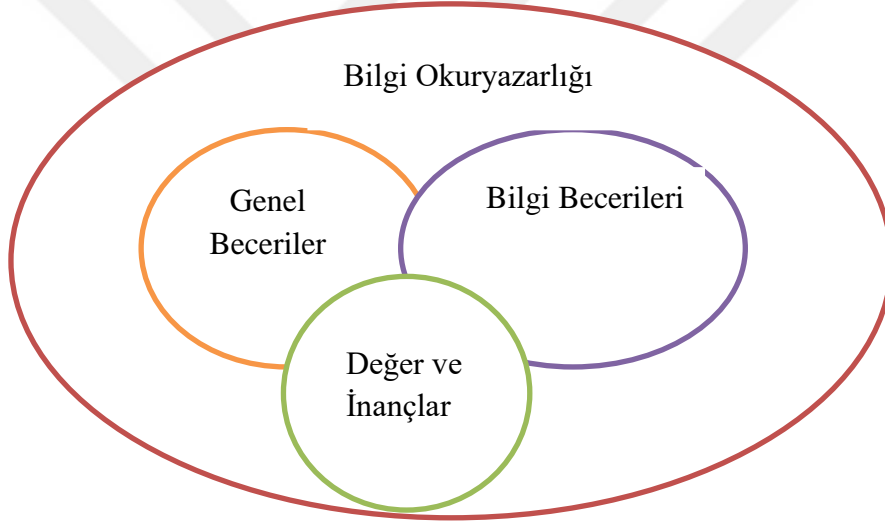 Bilgi Okuryazarlığı
Genel
Beceriler
Bilgi Becerileri
Değer ve
İnançlar